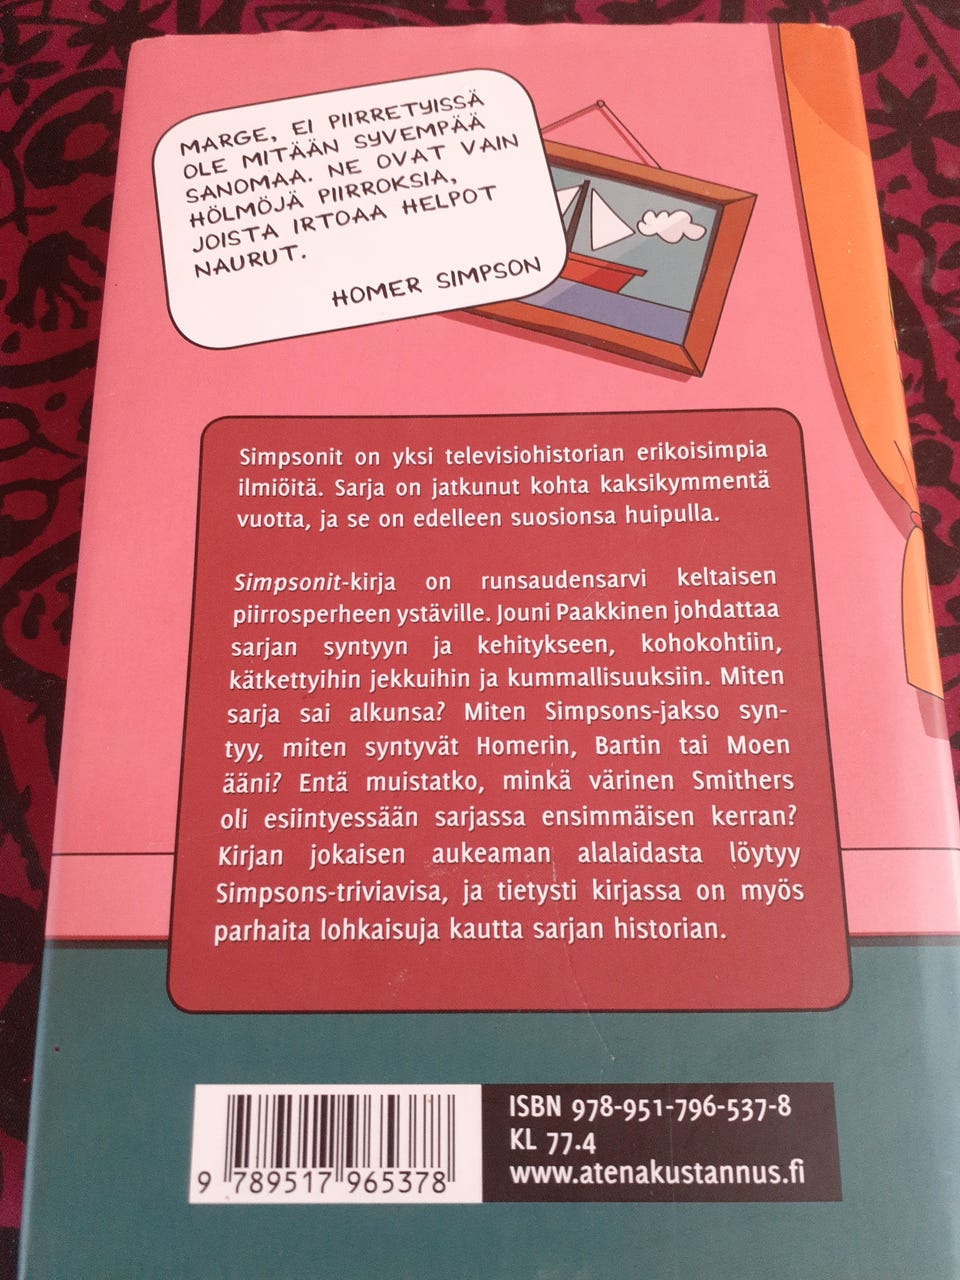 MARGE, EI PIIRRETYISSÄ
OLE MITÄÄN SYVEMPÄÄ
SANOMAA. NE OVAT VAIN
HÖLMÖJÄ PIIRROKSIA,
JOISTA IRTOAA HELPOT
NAURUT.
HOMER SIMPSON
Simpsonit on yksi televisiohistorian erikoisimpia
ilmiöitä. Sarja on jatkunut kohta kaksikymmentä
vuotta, ja se on edelleen suosionsa huipulla.
Simpsonit-kirja on runsaudensarvi keltaisen
piirrosperheen ystäville. Jouni Paakkinen johdattaa
sarjan syntyyn ja kehitykseen, kohokohtiin,
kätkettyihin jekkuihin ja kummallisuuksiin. Miten
sarja sai alkunsa? Miten Simpsons-jakso syn-
tyy, miten syntyvät Homerin, Bartin tai Moen
ääni? Entä muistatko, minkä värinen Smithers
oli esiintyessään sarjassa ensimmäisen kerran?
Kirjan jokaisen aukeaman alalaidasta löytyy
Simpsons-triviavisa, ja tietysti kirjassa on myös
parhaita lohkaisuja kautta sarjan historian.
ISBN 978-951-796-537-8
KL 77.4
www.atenakustannus.fi
9 789517 965378